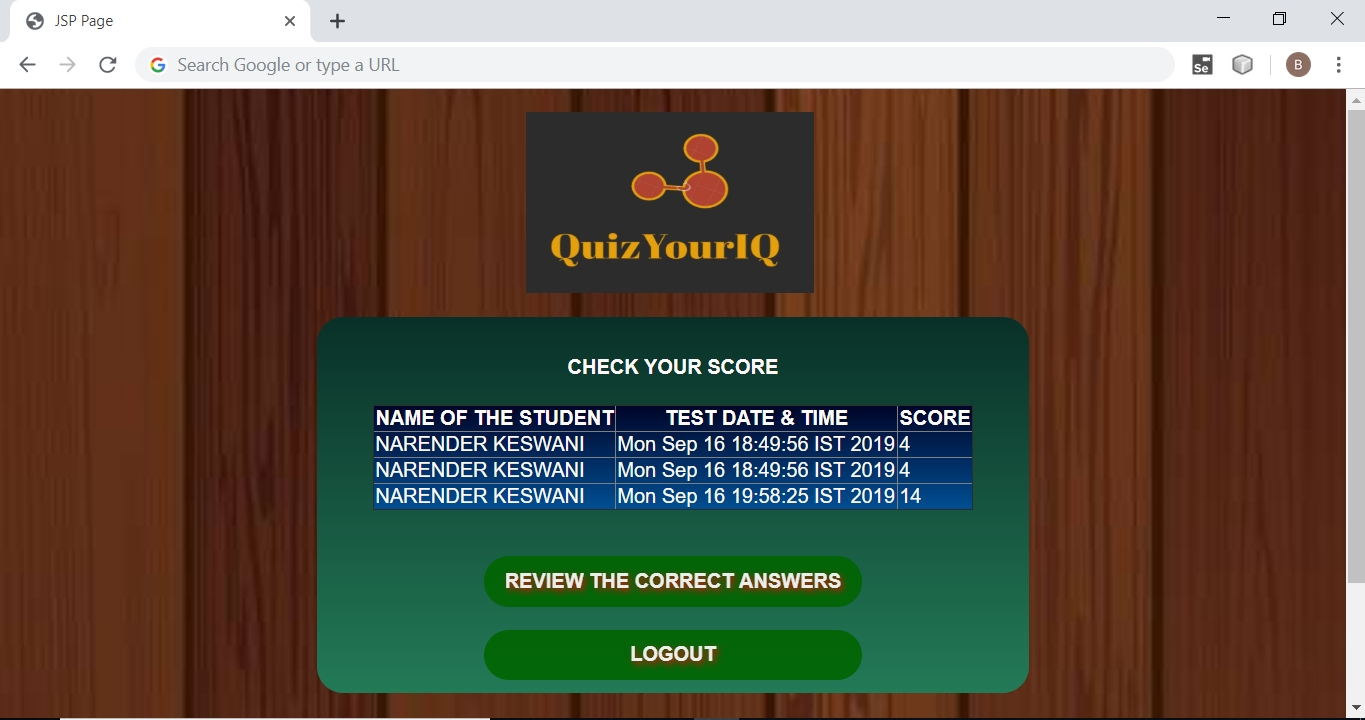 JSP Page
Search Google or type a URL
Se
B
QuizYourIQ
CHECK YOUR SCORE
NAME OF THE STUDENT TEST DATE & TIME SCORE
NARENDER KESWANI Mon Sep 16 18:49:56 IST 2019 4
NARENDER KESWANI Mon Sep 16 18:49:56 IST 2019 4
NARENDER KESWANI Mon Sep 16 19:58:25 IST 2019 14
REVIEW THE CORRECT ANSWERS
LOGOUT